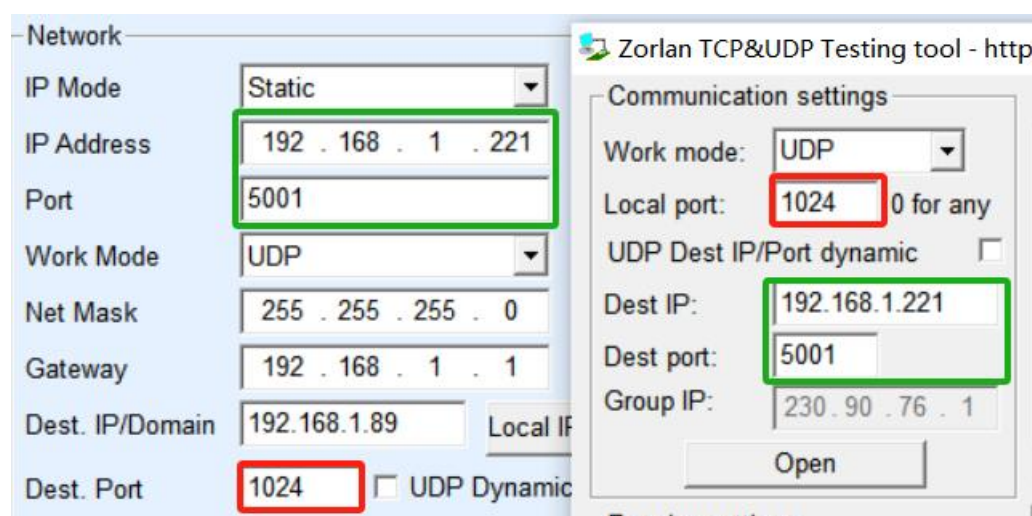 Network
IP Mode Static
IP Address 192 . 168 . 1 . 221
Port 5001
Work Mode UDP
Net Mask 255 . 255 . 255 . 0
Gateway 192 . 168 . 1 . 1
Dest. IP/Domain 192.168.1.89 Local IP
Dest. Port 1024 UDP Dynamic
Zorlan TCP&UDP Testing tool - http
Communication settings
Work mode: UDP
Local port: 1024 0 for any
UDP Dest IP/Port dynamic
Dest IP: 192.168.1.221
Dest port: 5001
Group IP: 230 . 90 . 76 . 1
Open